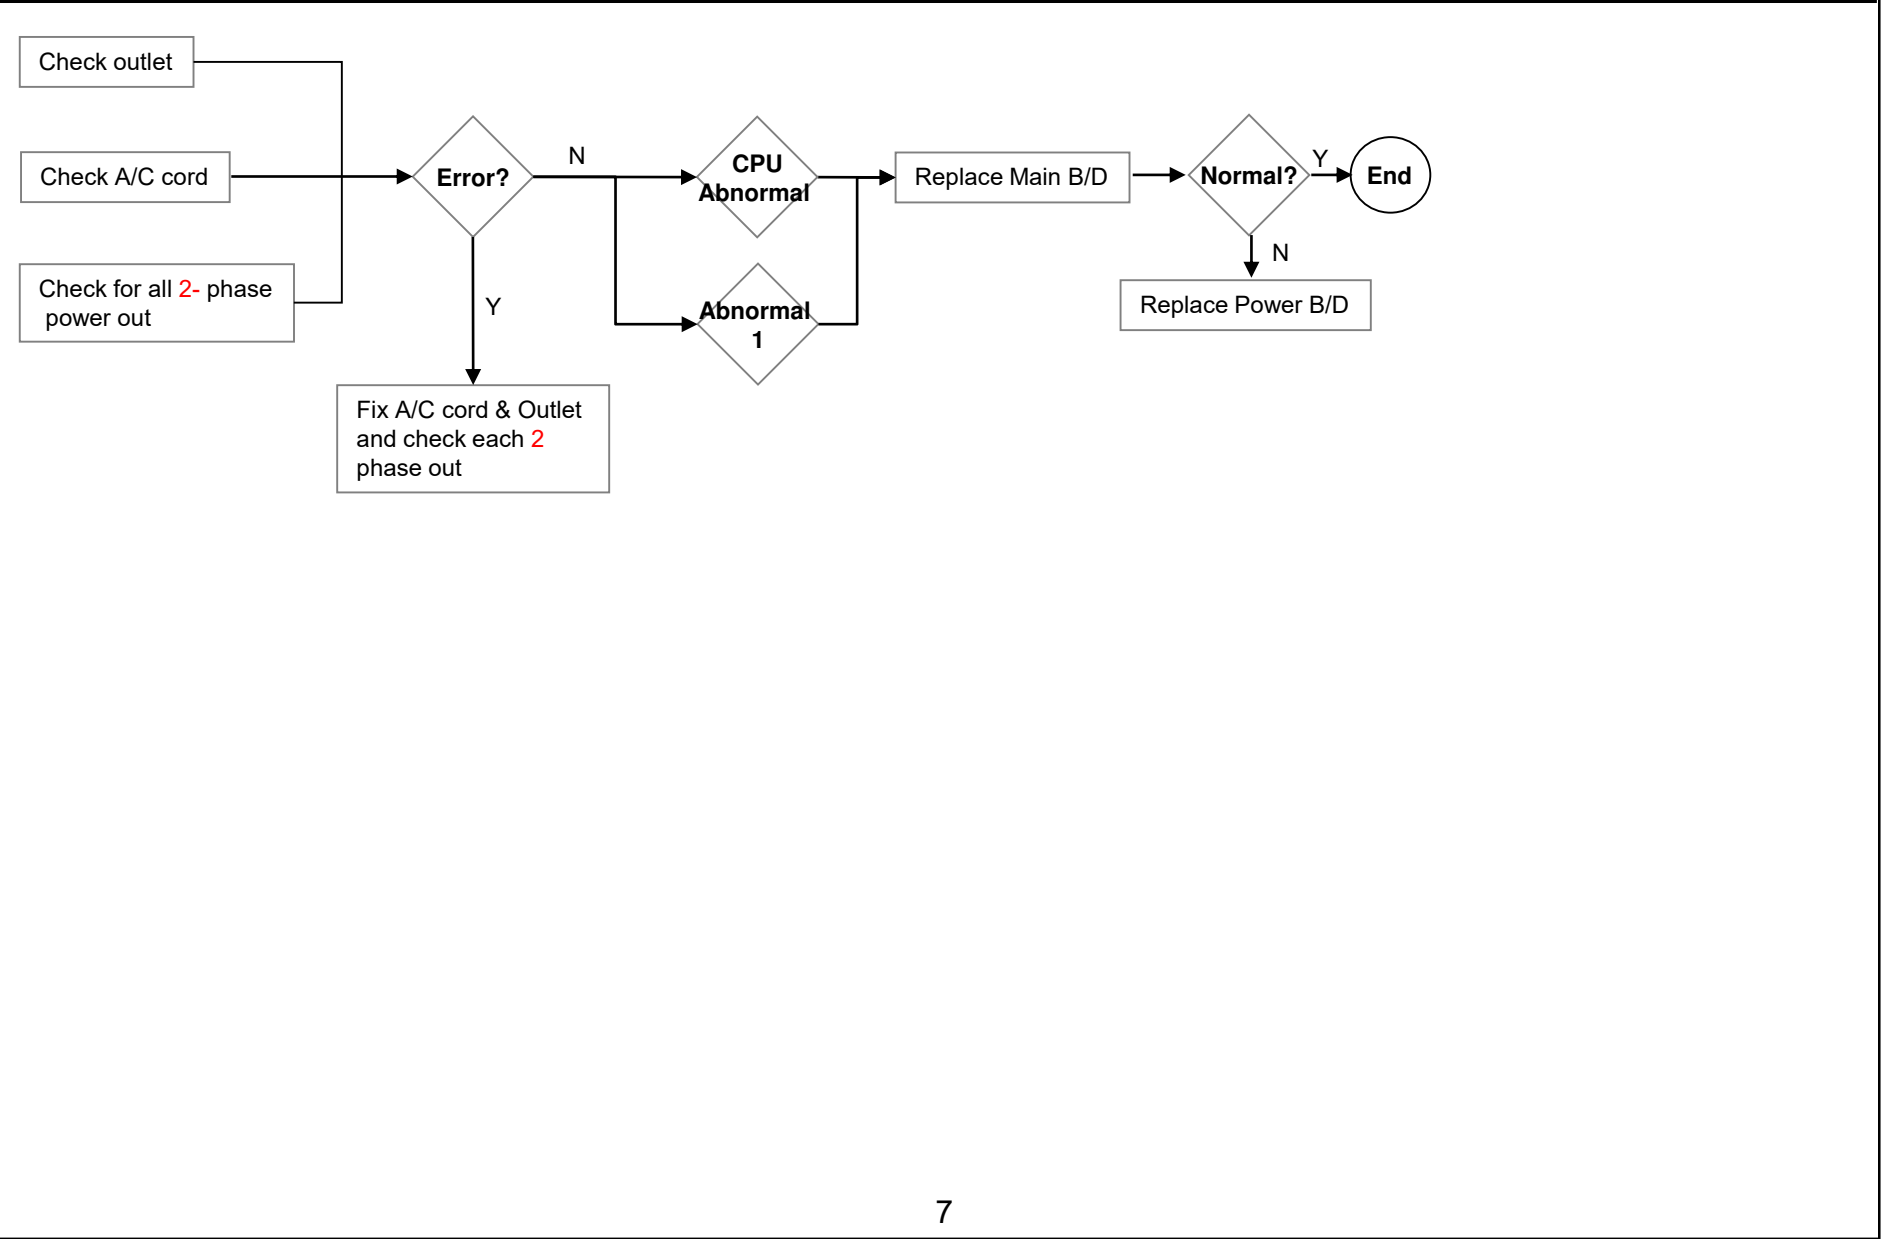 Check outlet
Check A/C cord
Check for all 2- phase
power out
Error?
N
Y
Fix A/C cord & Outlet
and check each 2
phase out
CPU
Abnormal
Abnormal
1
Replace Main B/D
Normal?
Y
End
N
Replace Power B/D
7